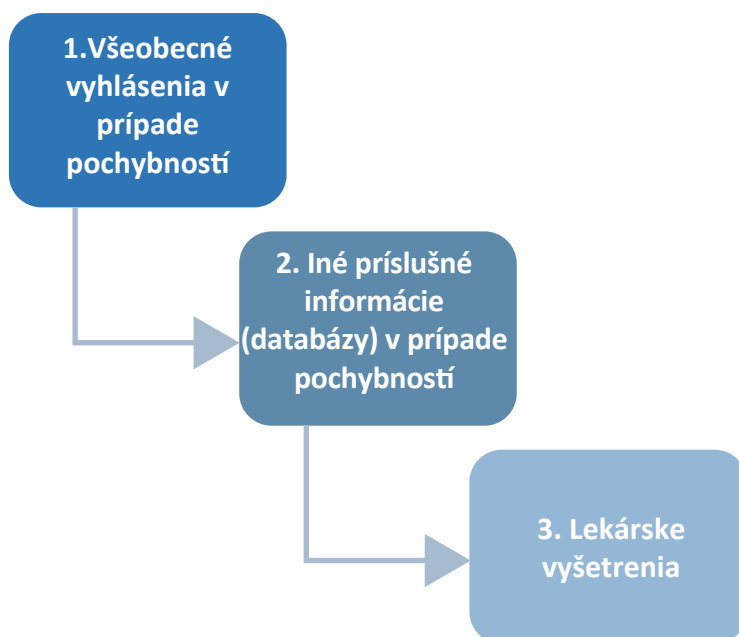 1.Všeobecné
vyhlásenia v
prípade
pochybností
2. Iné príslušné
informácie
(databázy) v prípade
pochybností
3. Lekárske
vyšetrenia